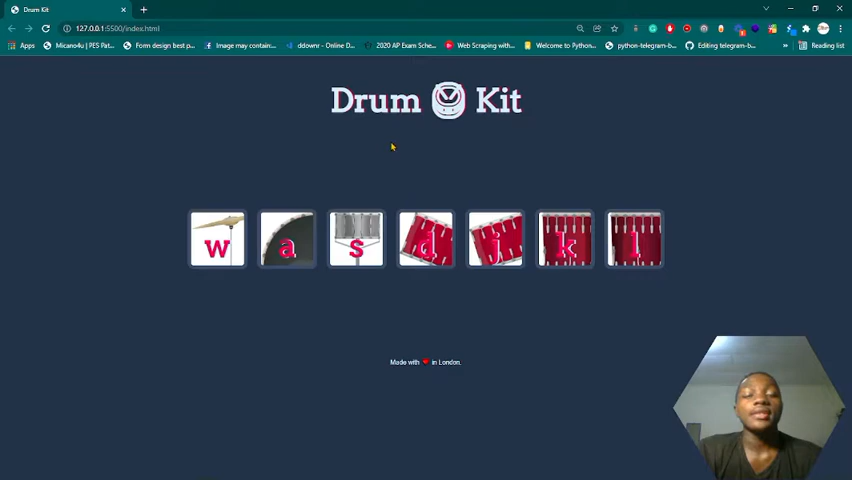 Drum Kit
127.0.0.1:5500/index.html
Apps Micano4u | PES Pat... Form design best p... Image may contain:... ddownr - Online D... 2020 AP Exam Sche... Web Scraping with... Welcome to Python... python-telegram-b... Editing telegram-b... » Reading list
Drum Kit
w a s d j k l
Made with ❤ in London.